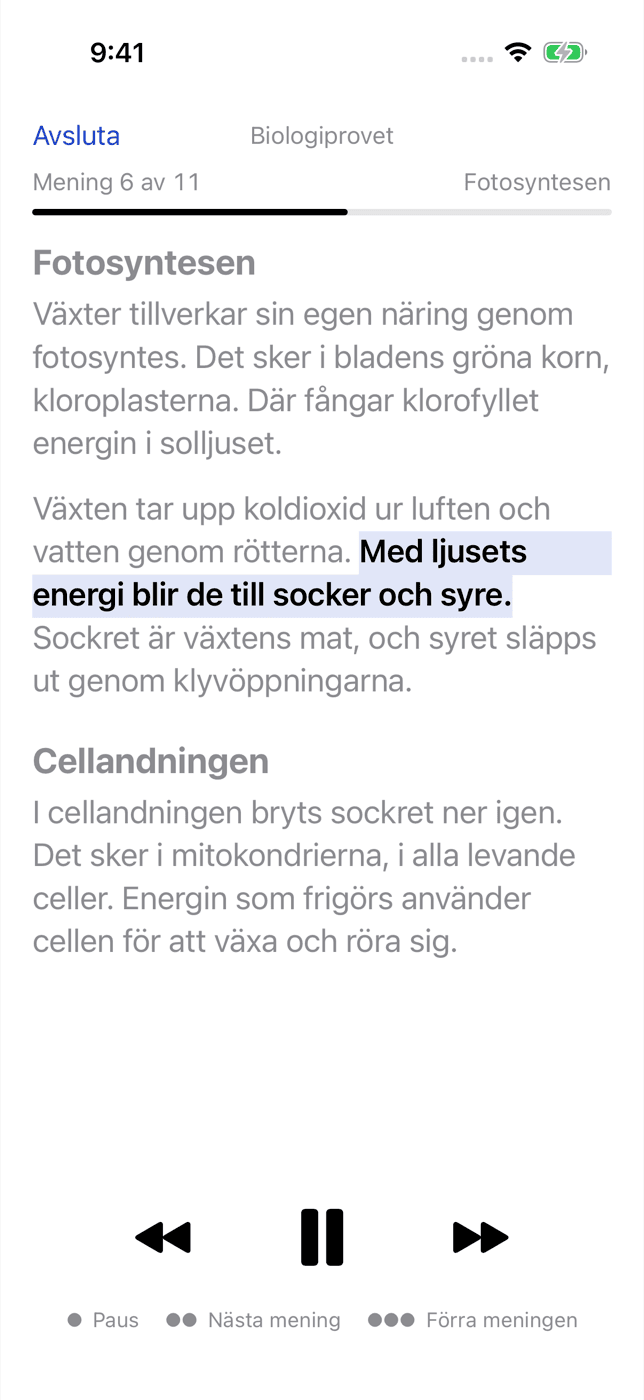 9:41
Avsluta
Biologiprovet
Mening 6 av 11
Fotosyntesen
Fotosyntesen
Växter tillverkar sin egen näring genom
fotosyntes. Det sker i bladens gröna korn,
kloroplasterna. Där fångar klorofyllet
energin i solljuset.
Växten tar upp koldioxid ur luften och
vatten genom rötterna. Med ljusets
energi blir de till socker och syre.
Sockret är växtens mat, och syret släpps
ut genom klyvöppningarna.
Cellandningen
I cellandningen bryts sockret ner igen.
Det sker i mitokondrierna, i alla levande
celler. Energin som frigörs använder
cellen för att växa och röra sig.
Paus
Nästa mening
Förra meningen